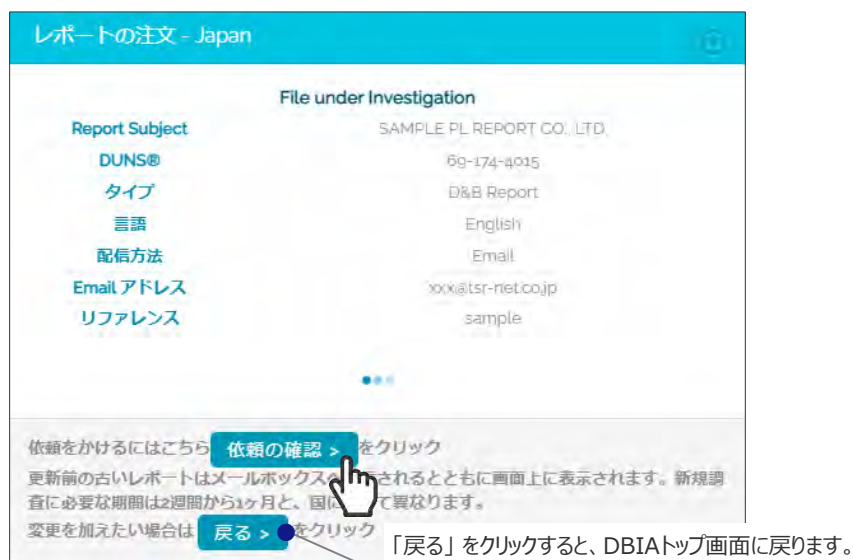 レポートの注文 - Japan
File under Investigation
Report Subject SAMPLE PL REPORT CO., LTD.
DUNS® 69-174-4015
タイプ D&B Report
言語 English
配信方法 Email
Email アドレス xxx@tsr-net.co.jp
リファレンス sample
依頼をかけるにはこちら 依頼の確認 > をクリック
更新前の古いレポートはメールボックスへ されるとともに画面上に表示されます。新規調
査に必要な期間は2週間から1ヶ月と、国に て異なります。
変更を加えたい場合は 戻る > をクリック
「戻る」をクリックすると、DBIAトップ画面に戻ります。